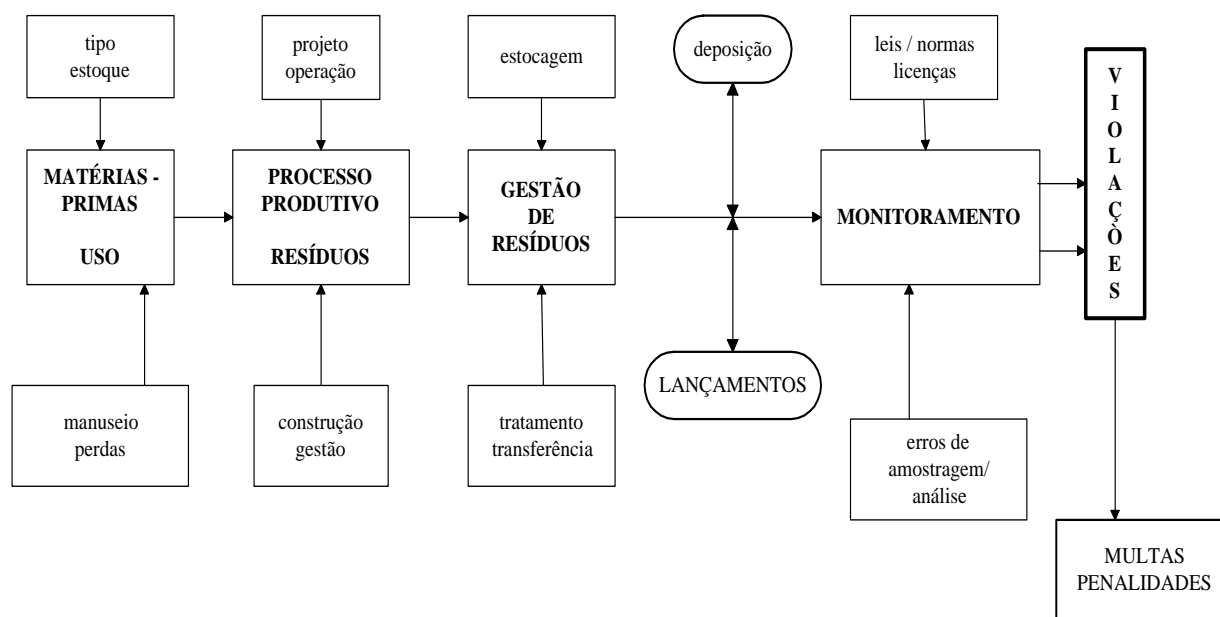 tipo
estoque
projeto
operação
estocagem
deposição
leis / normas
licenças
MATÉRIAS -
PRIMAS
USO
PROCESSO
PRODUTIVO
RESÍDUOS
GESTÃO
DE
RESÍDUOS
MONITORAMENTO
V
I
O
L
A
Ç
Ò
E
S
manuseio
perdas
construção
gestão
tratamento
transferência
LANÇAMENTOS
erros de
amostragem/
análise
MULTAS
PENALIDADES